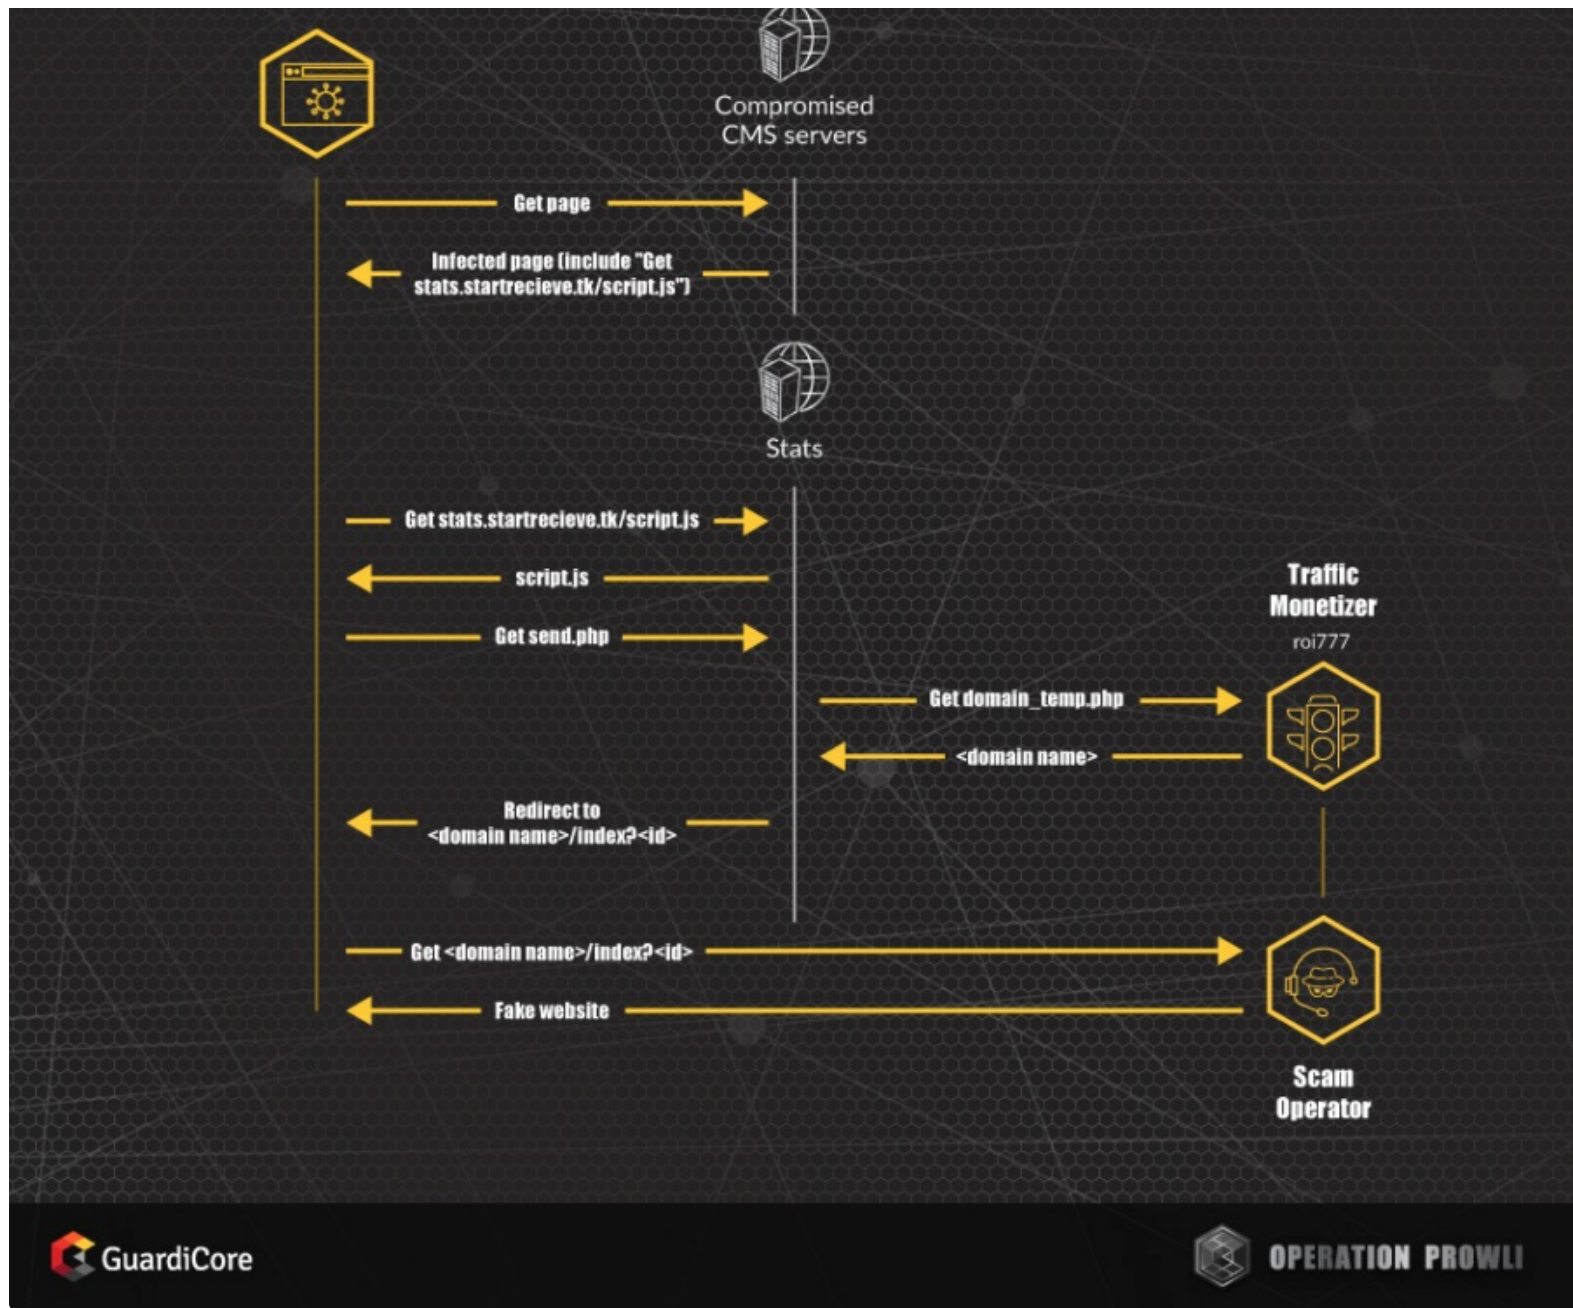 Compromised
CMS servers
Get page
Infected page (include "Get
stats.startrecieve.tk/script.js")
Stats
Get stats.startrecieve.tk/script.js
script.js
Get send.php
Traffic
Monetizer
roi777
Get domain_temp.php
<domain name>
Redirect to
<domain name>/index?<id>
Get <domain name>/index?<id>
Fake website
Scam
Operator
GuardiCore
OPERATION PROWLI